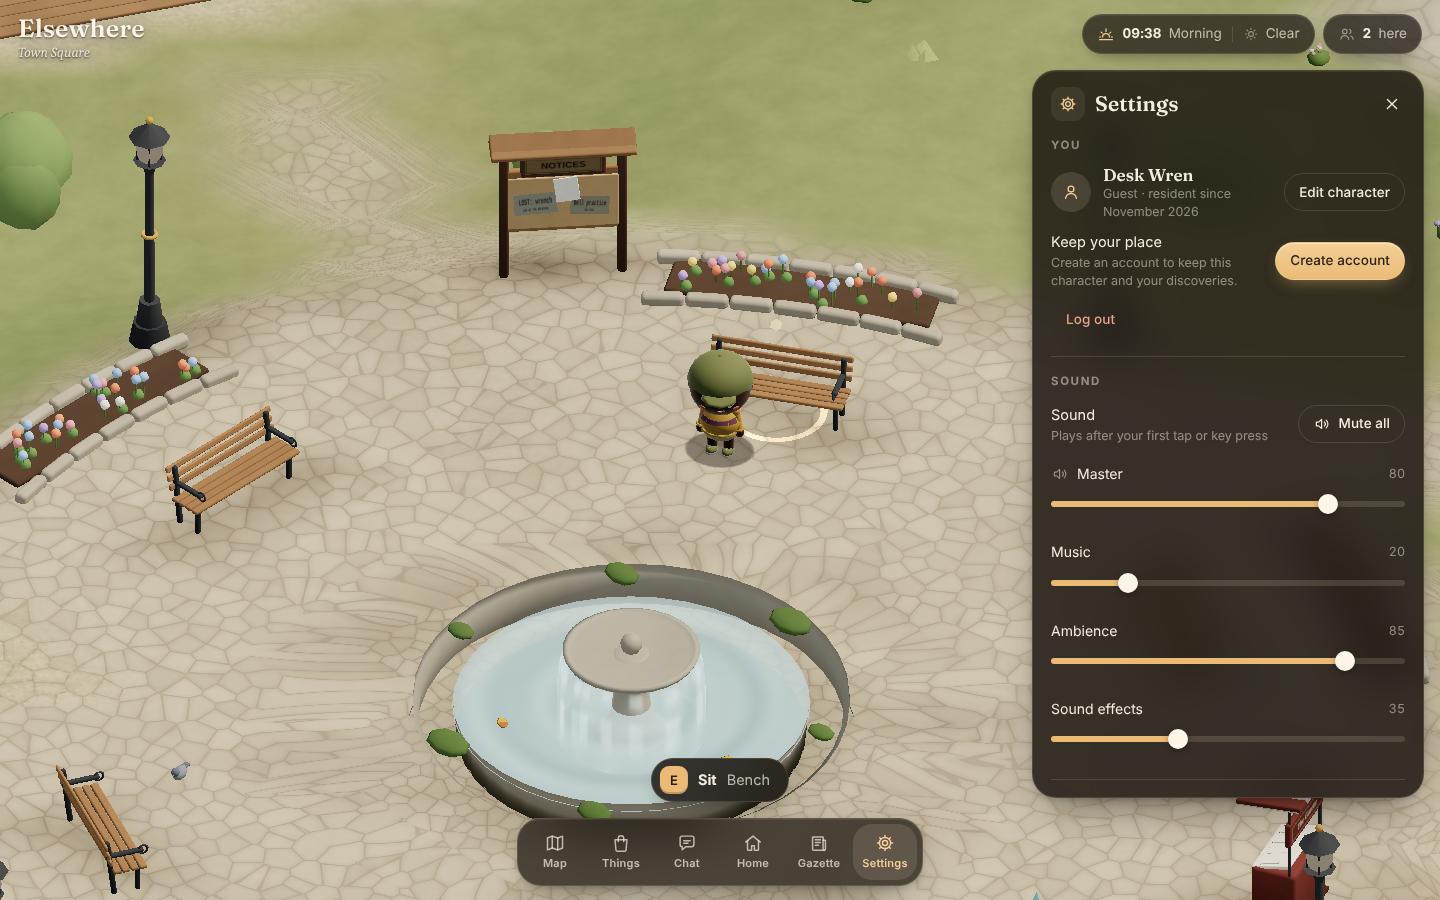 Elsewhere
Town Square
09:38 Morning
Clear
2 here
NOTICES
LOST: wrench
practice
Settings
YOU
Desk Wren
Guest · resident since
November 2026
Edit character
Keep your place
Create an account to keep this
character and your discoveries.
Create account
Log out
SOUND
Sound
Plays after your first tap or key press
Mute all
Master 80
Music 20
Ambience 85
Sound effects 35
E Sit Bench
Map
Things
Chat
Home
Gazette
Settings